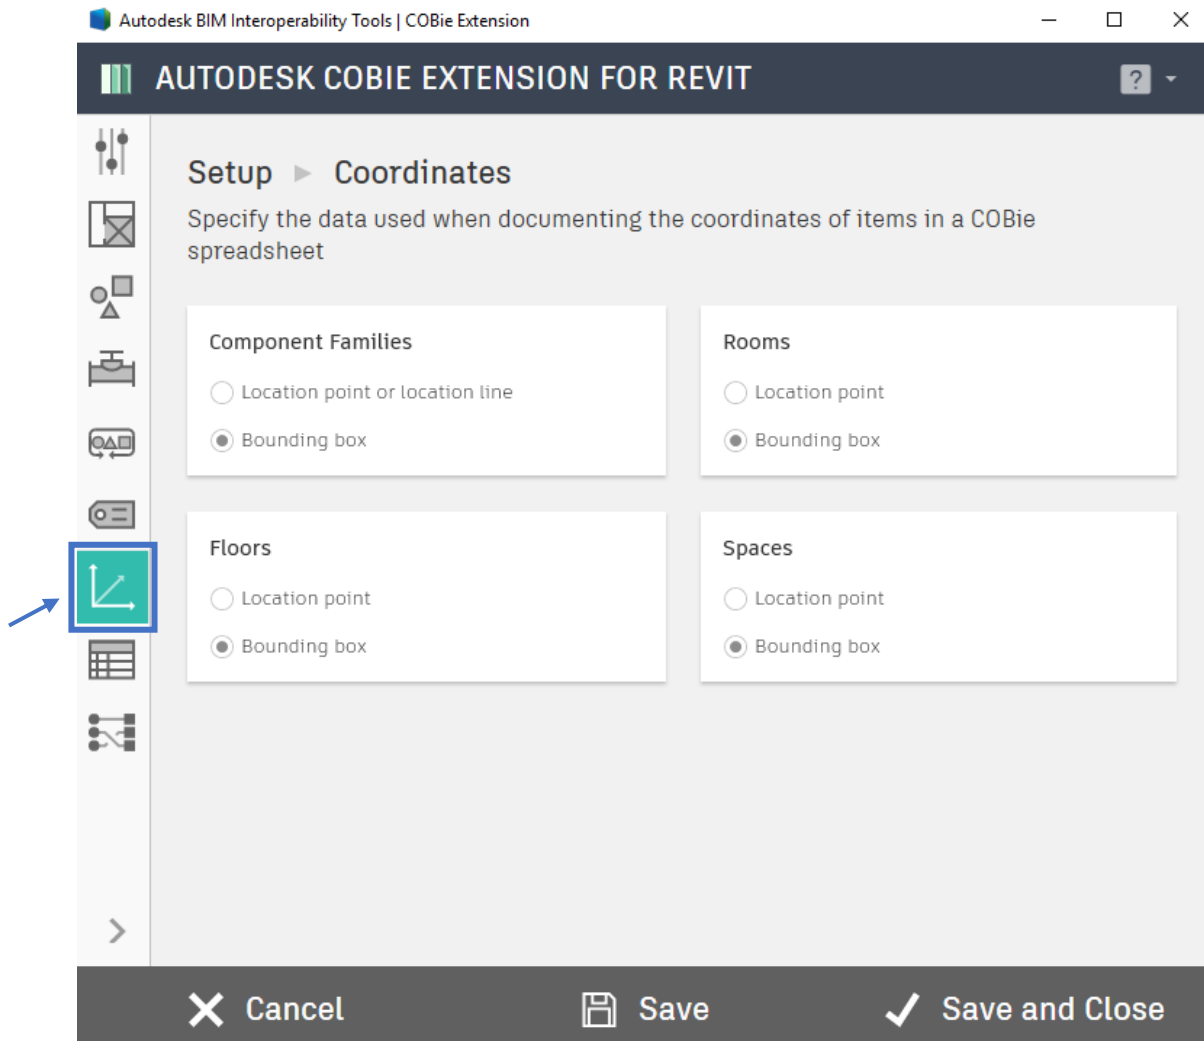 Autodesk BIM Interoperability Tools | COBie Extension
AUTODESK COBIE EXTENSION FOR REVIT
?
Setup
Coordinates
Specify the data used when documenting the coordinates of items in a COBie
spreadsheet
Component Families
Location point or location line
Bounding box
Rooms
Location point
Bounding box
Floors
Location point
Bounding box
Spaces
Location point
Bounding box
Cancel
Save
Save and Close